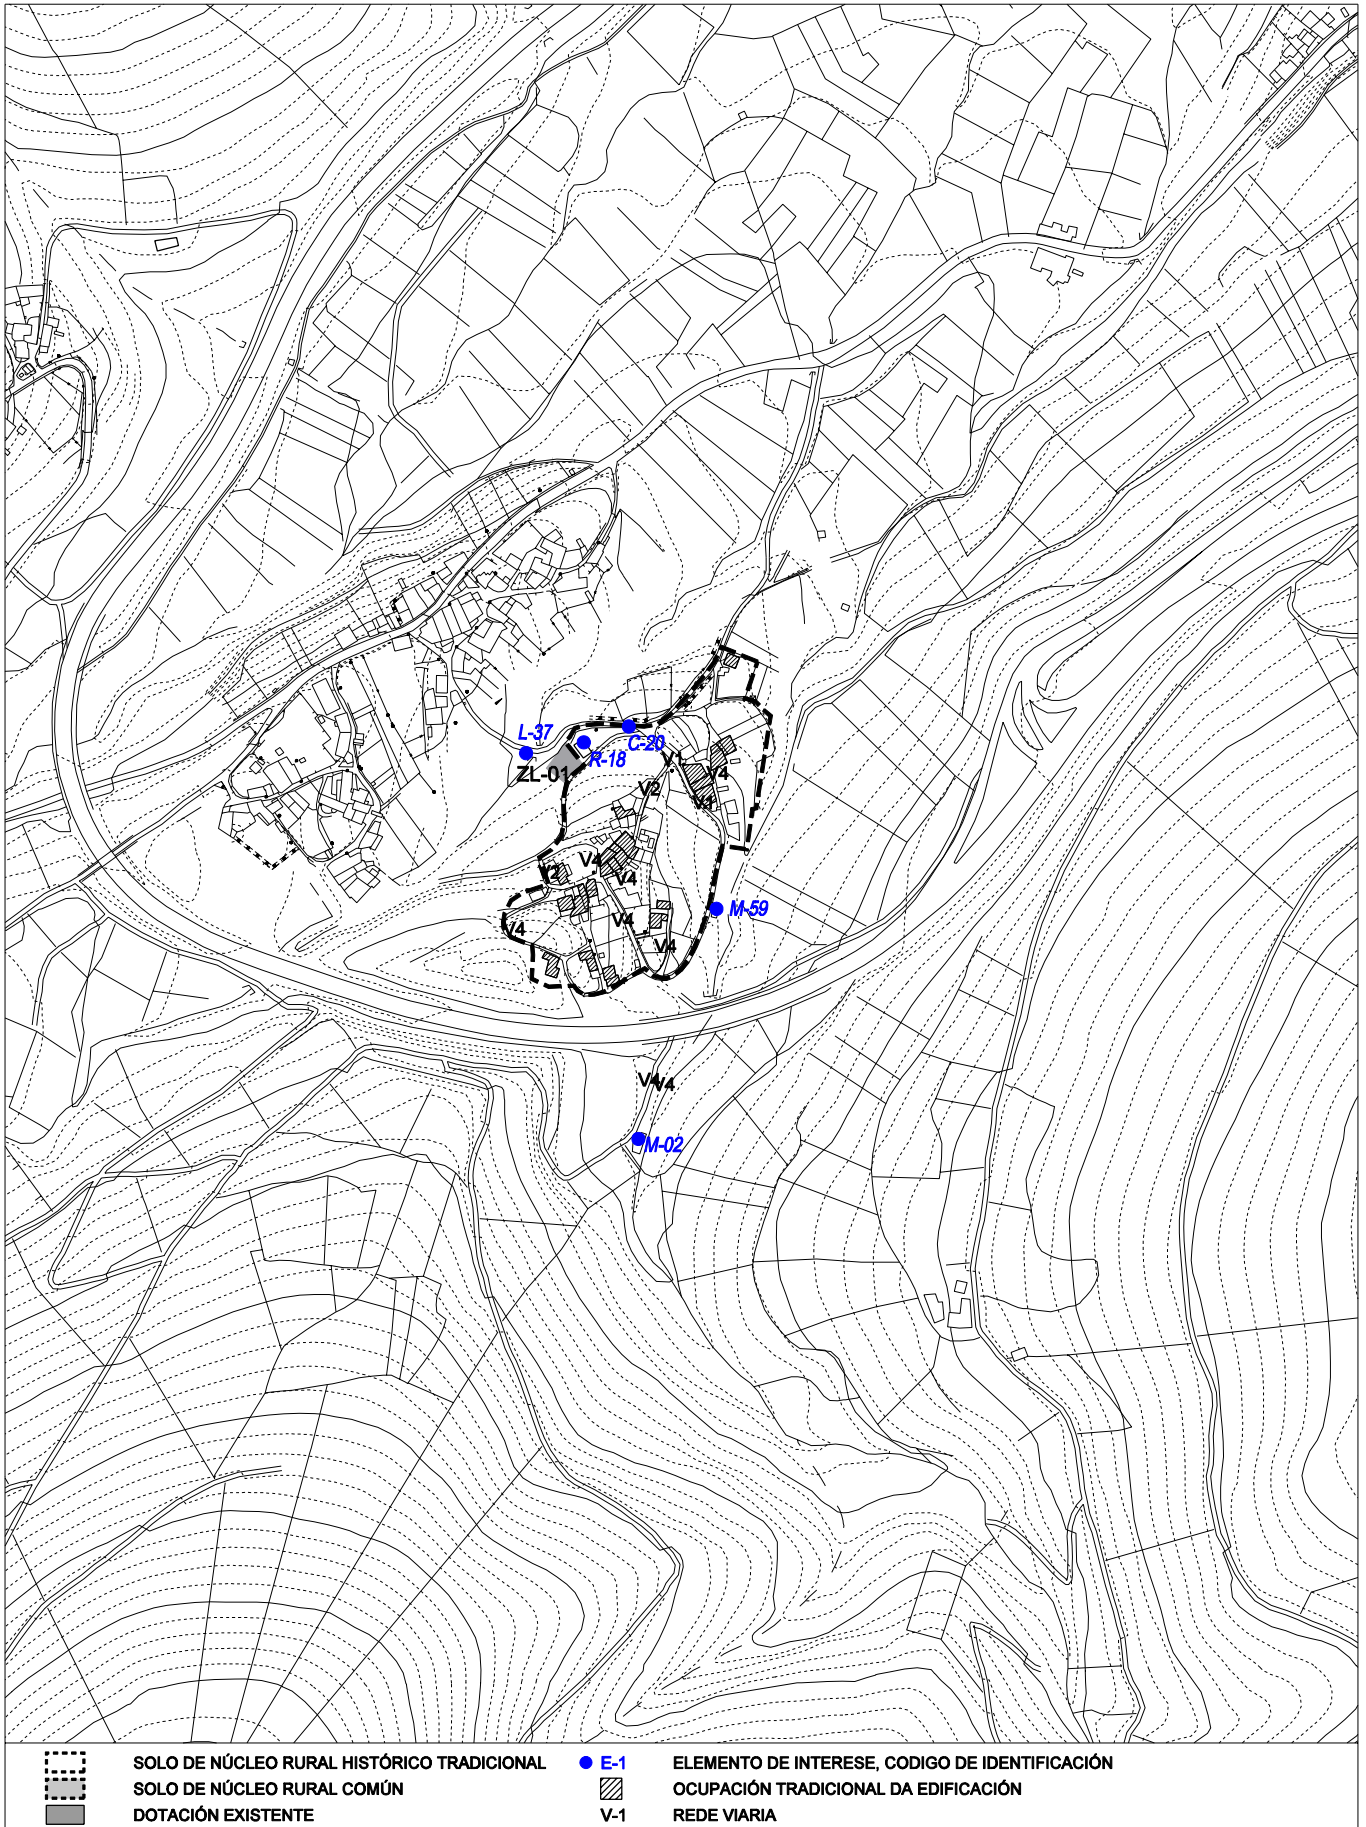 L-37
C-20
R-18
ZL-01
V1
V4
V2
V1
V4
V2
V4
M-59
V4
V4
V4
V4
V4
M-02
SOLO DE NÚCLEO RURAL HISTÓRICO TRADICIONAL
E-1
ELEMENTO DE INTERESE, CODIGO DE IDENTIFICACIÓN
SOLO DE NÚCLEO RURAL COMÚN
OCUPACIÓN TRADICIONAL DA EDIFICACIÓN
DOTACIÓN EXISTENTE
V-1
REDE VIARIA